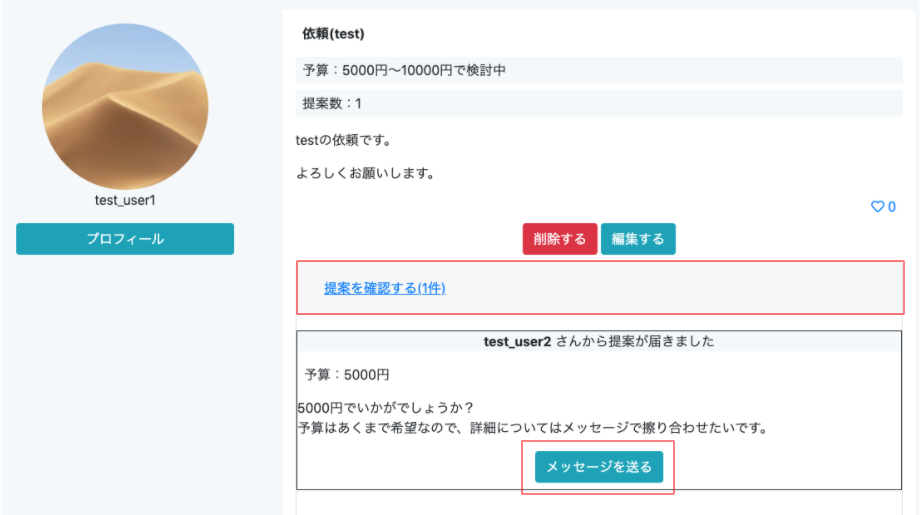 依頼(test)
予算：5000円〜10000円で検討中
提案数：1
testの依頼です。
よろしくお願いします。
0
test_user1
プロフィール
削除する 編集する
提案を確認する(1件)
test_user2 さんから提案が届きました
予算：5000円
5000円でいかがでしょうか？
予算はあくまで希望なので、詳細についてはメッセージで擦り合わせたいです。
メッセージを送る